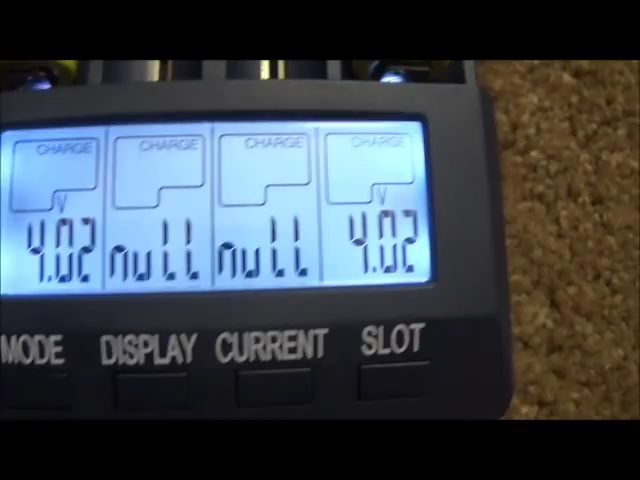 CHARGE CHARGE CHARGE CHARGE
V V
4.02 null null 4.02
MODE DISPLAY CURRENT SLOT